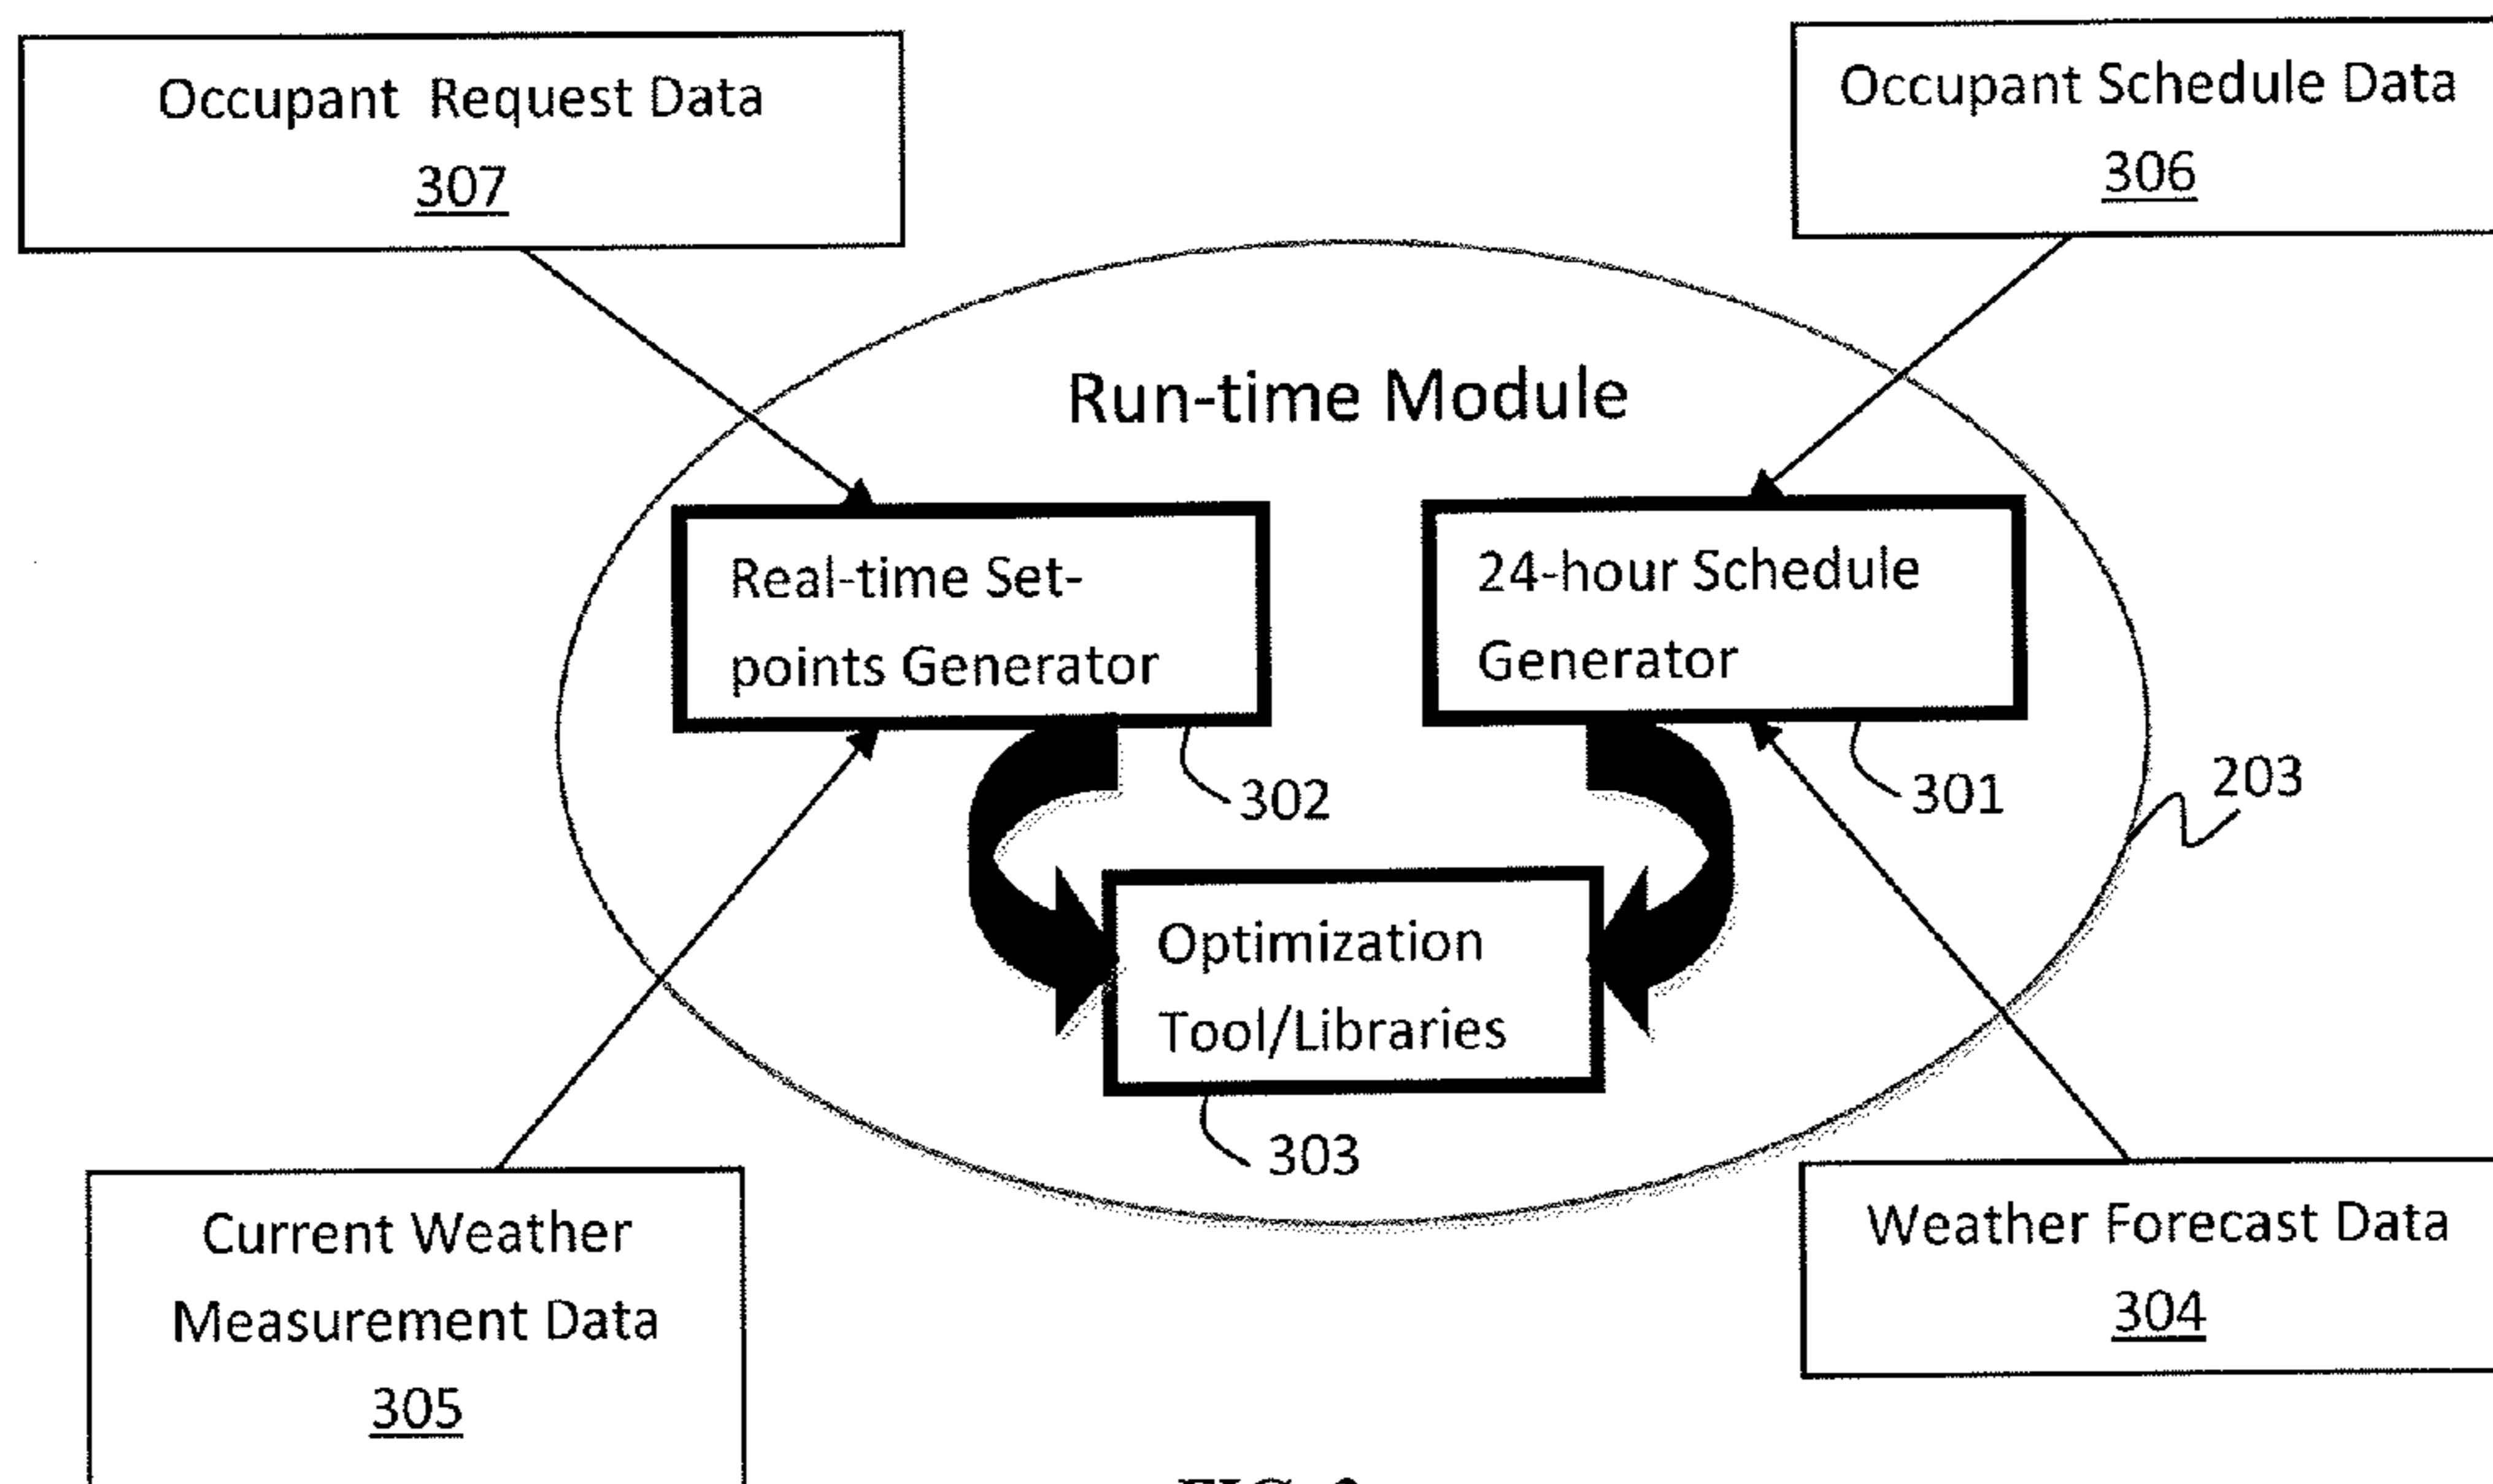 Occupant Request Data
307
Occupant Schedule Data
306
Run-time Module
Real-time Set-
points Generator
24-hour Schedule
Generator
302
301
203
Optimization
Tool/Libraries
303
Current Weather
Measurement Data
305
Weather Forecast Data
304